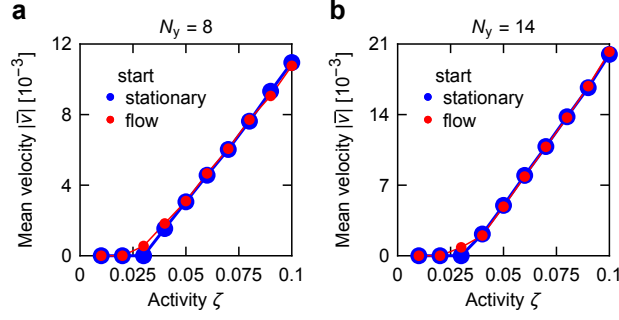 a
N_y = 8
Mean velocity |v̅| [10⁻³]
12
8
4
0
start
stationary
flow
0 0.025 0.05 0.075 0.1
Activity ζ
b
N_y = 14
Mean velocity |v̅| [10⁻³]
21
14
7
0
start
stationary
flow
0 0.025 0.05 0.075 0.1
Activity ζ